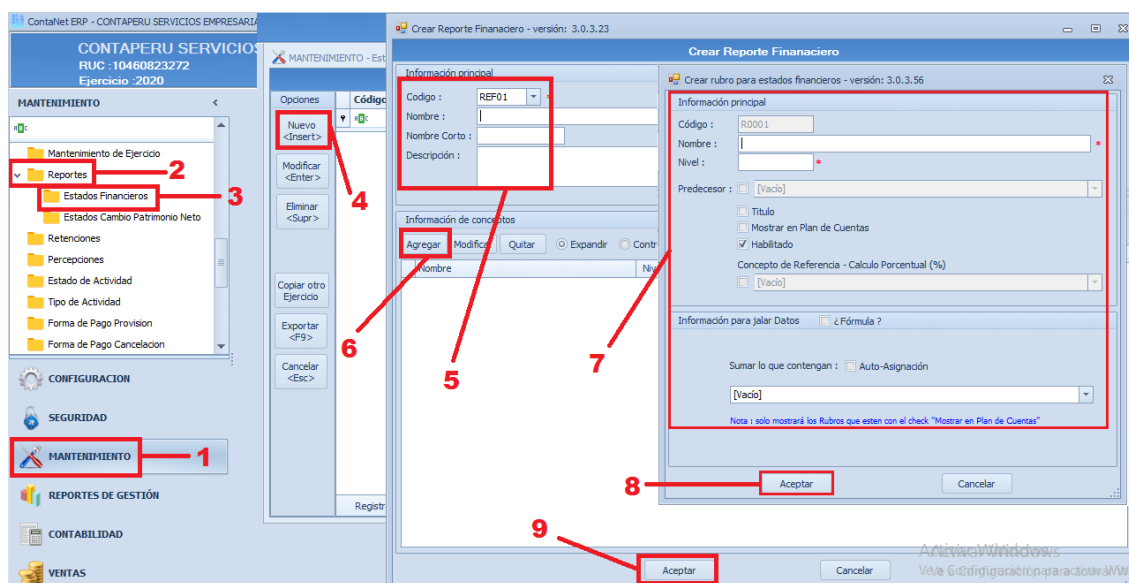 ContaNet ERP - CONTAPERU SERVICIOS EMPRESARIA
CONTAPERU SERVICIOS
RUC :10460823272
Ejercicio :2020
MANTENIMIENTO
Mantenimiento de Ejercicio
Reportes
2
Estados Financieros
3
Estados Cambio Patrimonio Neto
Retenciones
Percepciones
Estado de Actividad
Tipo de Actividad
Forma de Pago Provision
Forma de Pago Cancelacion
CONFIGURACION
SEGURIDAD
MANTENIMIENTO
1
REPORTES DE GESTIÓN
CONTABILIDAD
VENTAS
MANTENIMIENTO - Est
Opciones
Código
Nuevo
<Insert>
4
Modificar
<Enter>
Eliminar
<Supr>
Copiar otro
Ejercicio
Exportar
<F9>
Cancelar
<Esc>
Registr
Crear Reporte Finanaciero - versión: 3.0.3.23
Crear Reporte Finanaciero
Información principal
Codigo : REF01 *
Nombre :
Nombre Corto :
Descripción :
5
Información de conceptos
Agregar Modificar Quitar Expandir Contr
6
Nombre Niv
Crear rubro para estados financieros - versión: 3.0.3.56
Información principal
Código : R0001
Nombre : *
Nivel : *
Predecesor : [Vacío]
Titulo
Mostrar en Plan de Cuentas
Habilitado
Concepto de Referencia - Calculo Porcentual (%)
[Vacío]
7
Información para jalar Datos ¿ Fórmula ?
Sumar lo que contengan : Auto-Asignación
[Vacío]
Nota : solo mostrará los Rubros que esten con el check "Mostrar en Plan de Cuentas"
8
Aceptar Cancelar
9
Aceptar Cancelar